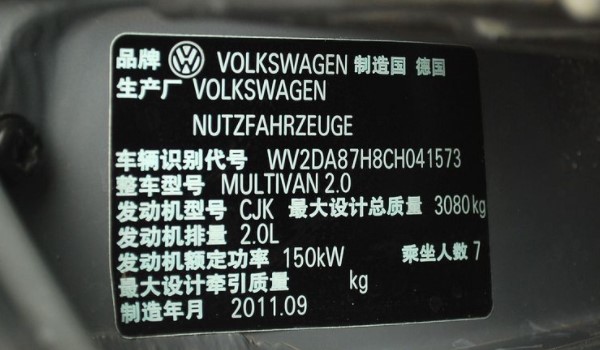 品牌 VOLKSWAGEN 制造国 德国
生产厂 VOLKSWAGEN
NUTZFAHRZEUGE
车辆识别代号 WV2DA87H8CH041573
整车型号 MULTIVAN 2.0
发动机型号 CJK 最大设计总质量 3080kg
发动机排量 2.0L
发动机额定功率 150kW 乘坐人数 7
最大设计牵引质量 kg
制造年月 2011.09